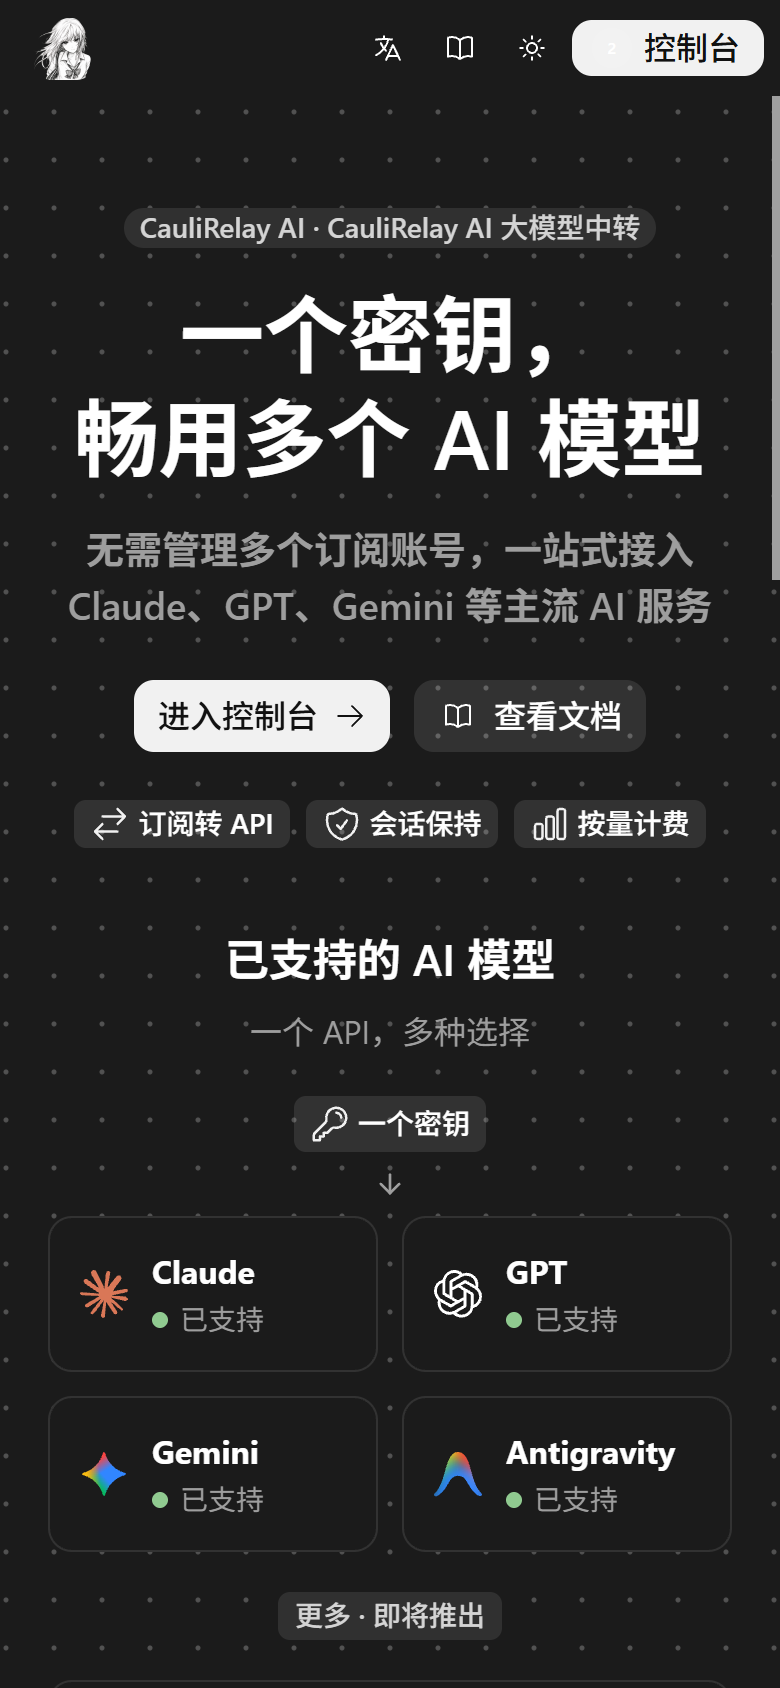 2 控制台
CauliRelay AI · CauliRelay AI 大模型中转
一个密钥，
畅用多个 AI 模型
无需管理多个订阅账号，一站式接入
Claude、GPT、Gemini 等主流 AI 服务
进入控制台
查看文档
订阅转 API
会话保持
按量计费
已支持的 AI 模型
一个 API，多种选择
一个密钥
Claude
已支持
GPT
已支持
Gemini
已支持
Antigravity
已支持
更多 · 即将推出